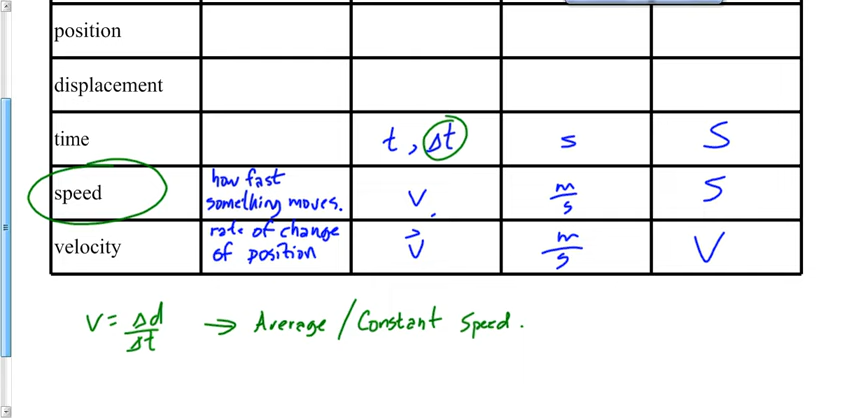 position
displacement
time t, Δt s S
speed how fast something moves. v m/s S
velocity rate of change of position v⃗ m/s V
v = Δd/Δt → Average / Constant Speed.